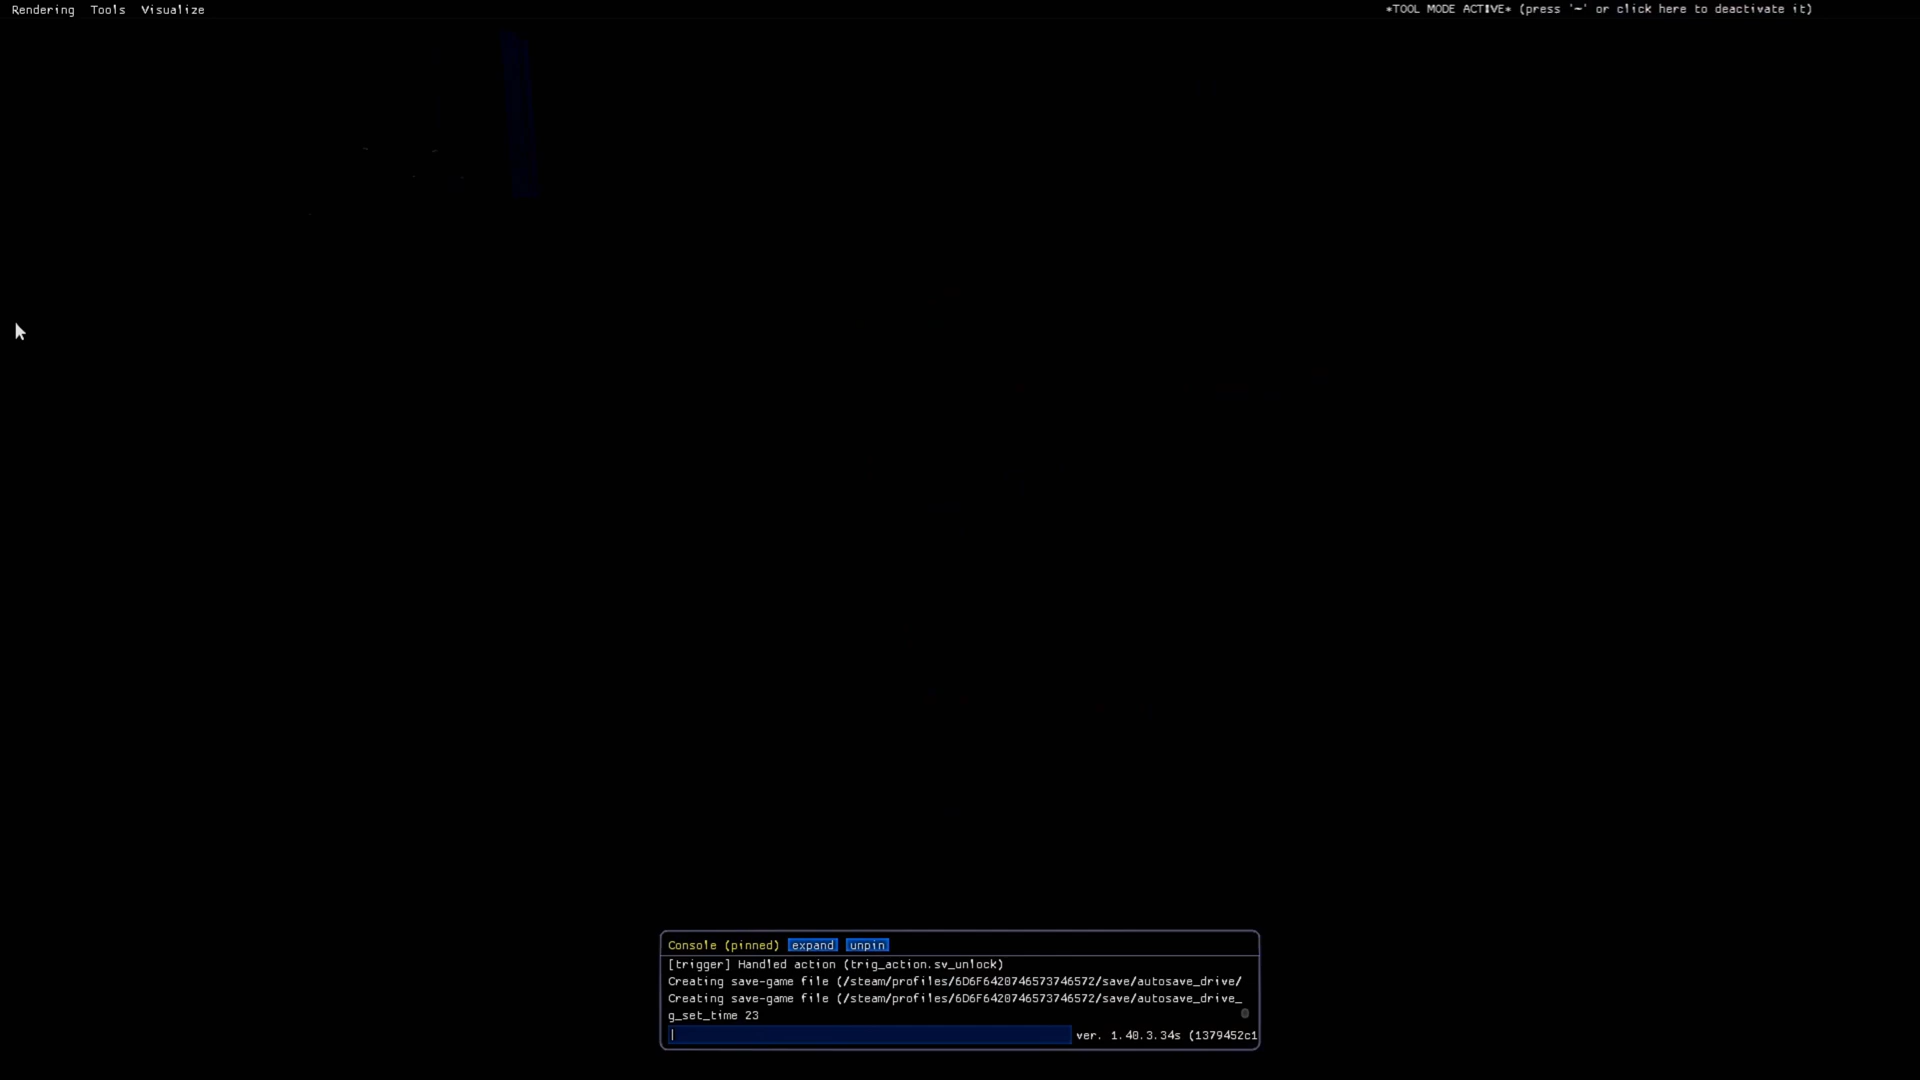 Rendering Tools Visualize
*TOOL MODE ACTIVE* (press '~' or click here to deactivate it)
Console (pinned) expand unpin
[trigger] Handled action (trig_action.sv_unlock)
Creating save-game file (/steam/profiles/6D6F6420746573746572/save/autosave_drive/
Creating save-game file (/steam/profiles/6D6F6420746573746572/save/autosave_drive_
g_set_time 23
ver. 1.40.3.34s (1379452c1